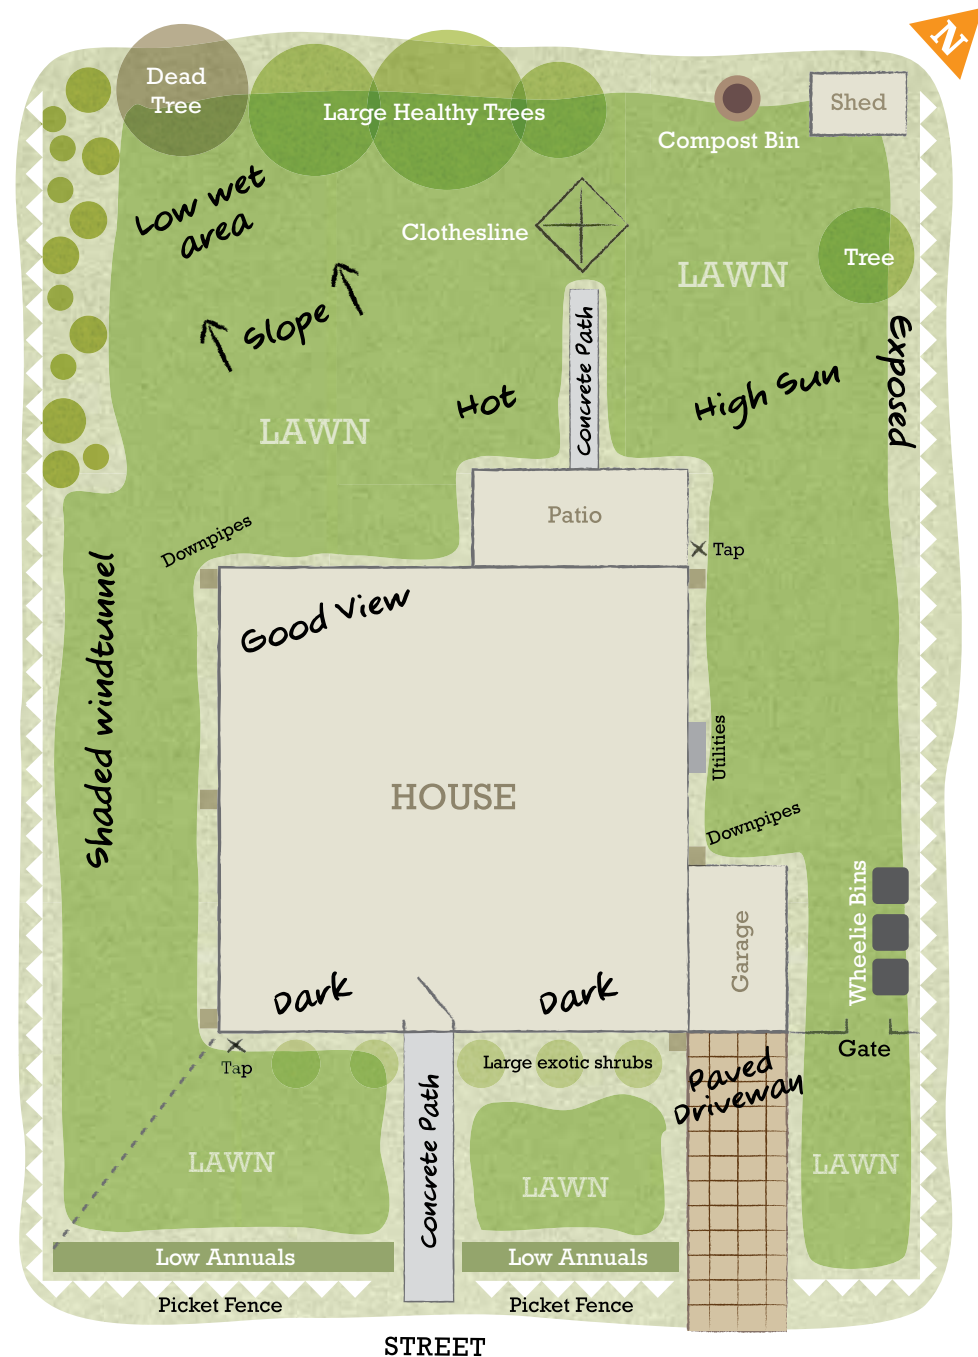 N
Dead
Tree
Large Healthy Trees
Compost Bin
Shed
Low wet
area
Clothesline
LAWN
Tree
Slope
Concrete Path
Exposed
Hot
High Sun
LAWN
Patio
Downpipes
Tap
Good View
Shaded windtunnel
Utilities
HOUSE
Downpipes
Wheelie Bins
Garage
Dark
Dark
Gate
Tap
Large exotic shrubs
Paved
Driveway
Concrete Path
LAWN
LAWN
LAWN
Low Annuals
Low Annuals
Picket Fence
Picket Fence
STREET